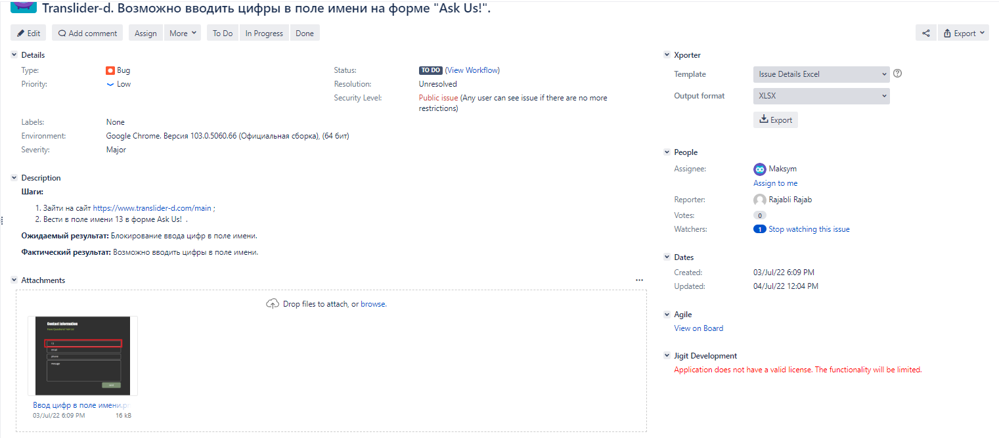 Translider-d. Возможно вводить цифры в поле имени на форме "Ask Us!".
Edit Add comment Assign More To Do In Progress Done Export
Details
Type: Bug
Status: TO DO (View Workflow)
Priority: Low
Resolution: Unresolved
Security Level: Public issue (Any user can see issue if there are no more
restrictions)
Labels: None
Environment: Google Chrome. Версия 103.0.5060.66 (Официальная сборка), (64 бит)
Severity: Major
Description
Шаги:
1. Зайти на сайт https://www.translider-d.com/main ;
2. Вести в поле имени 13 в форме Ask Us!  .
Ожидаемый результат: Блокирование ввода цифр в поле имени.
Фактический результат: Возможно вводить цифры в поле имени.
Attachments
Drop files to attach, or browse.
Contact information
Have Questions? Ask Us!
13
email
phone
message
Ввод цифр в поле имени.p
03/Jul/22 6:09 PM 16 kB
Xporter
Template Issue Details Excel
Output format XLSX
Export
People
Assignee: Maksym
Assign to me
Reporter: Rajabli Rajab
Votes: 0
Watchers: 1 Stop watching this issue
Dates
Created: 03/Jul/22 6:09 PM
Updated: 04/Jul/22 12:04 PM
Agile
View on Board
Jigit Development
Application does not have a valid license. The functionality will be limited.